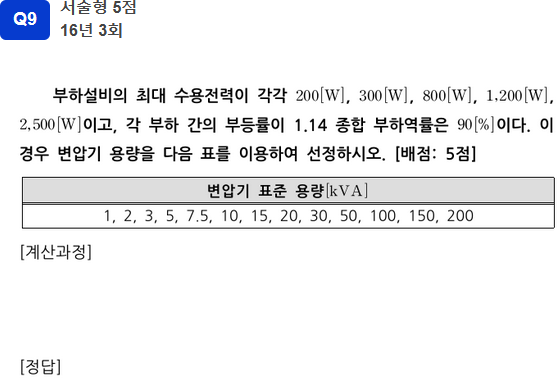 Q9
서술형 5점
16년 3회
부하설비의 최대 수용전력이 각각 200[W], 300[W], 800[W], 1,200[W],
2,500[W]이고, 각 부하 간의 부등률이 1.14 종합 부하역률은 90[%]이다. 이
경우 변압기 용량을 다음 표를 이용하여 선정하시오. [배점: 5점]
변압기 표준 용량[kVA]
1, 2, 3, 5, 7.5, 10, 15, 20, 30, 50, 100, 150, 200
[계산과정]
[정답]